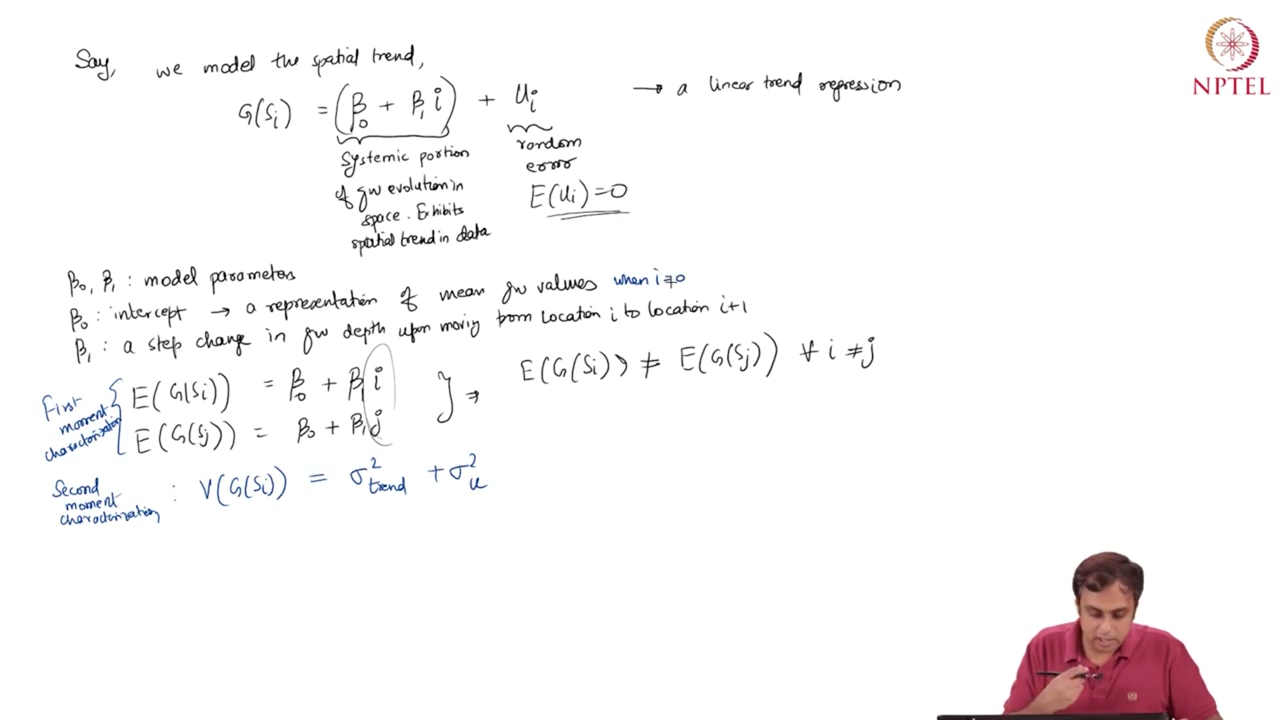 Say, we model the spatial trend,
G(Si) = (β0 + β1 i) + Ui → a linear trend regression
Systemic portion
of gw evolution in
space. Exhibits
spatial trend in data
random
error
E(Ui) = 0
β0, β1 : model parameters
β0 : intercept → a representation of mean gw values when i=0
β1 : a step change in gw depth upon moving from location i to location i+1
First
moment
characterization
E(G(Si)) = β0 + β1 i
E(G(Sj)) = β0 + β1 j
} ⇒ E(G(Si)) ≠ E(G(Sj)) ∀ i ≠ j
Second
moment
characterization
: V(G(Si)) = σ²trend + σ²u
NPTEL